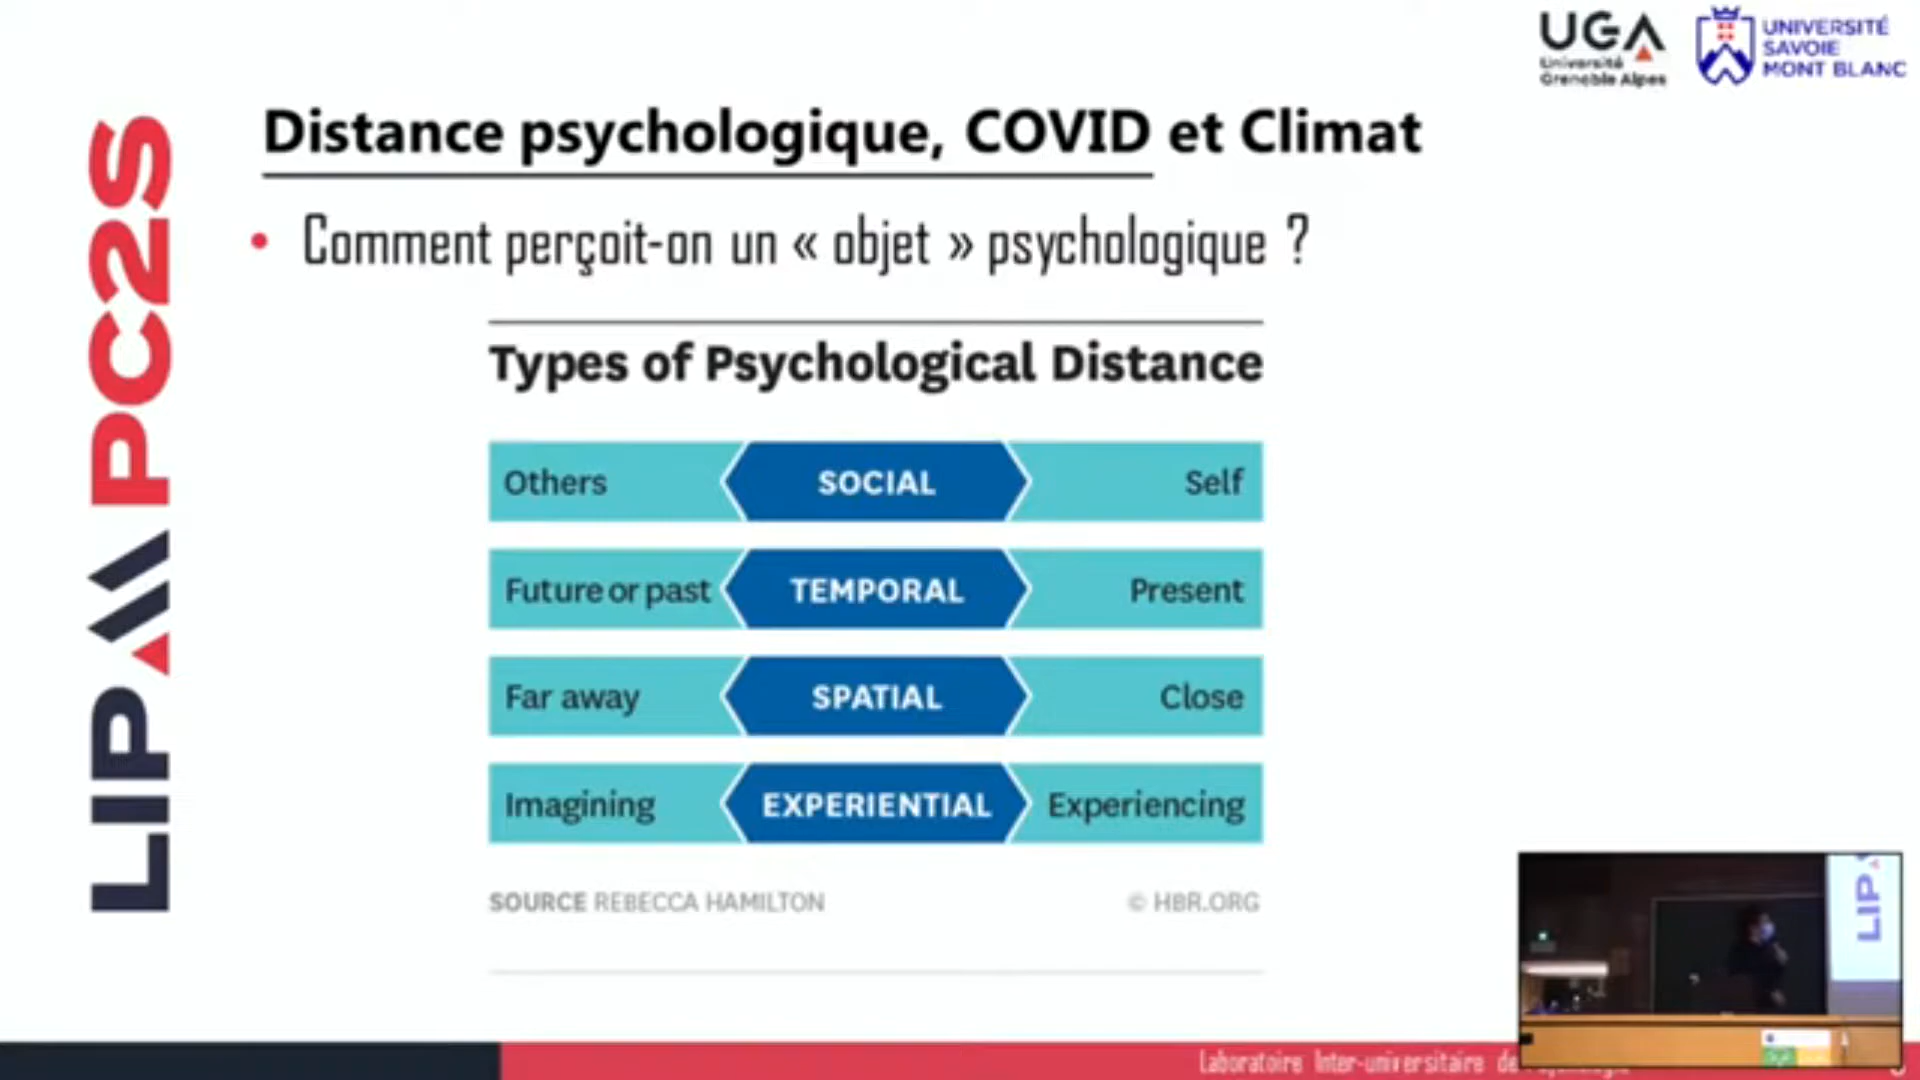 UGA
Université
Grenoble Alpes
UNIVERSITÉ
SAVOIE
MONT BLANC
LIP PC2S
Distance psychologique, COVID et Climat
• Comment perçoit-on un « objet » psychologique ?
Types of Psychological Distance
Others SOCIAL Self
Future or past TEMPORAL Present
Far away SPATIAL Close
Imagining EXPERIENTIAL Experiencing
SOURCE REBECCA HAMILTON © HBR.ORG
LIP
Laboratoire Inter-universitaire de